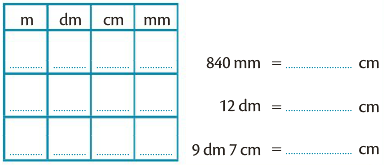 m dm cm mm
840 mm = .................... cm
12 dm = .................... cm
9 dm 7 cm = .................... cm